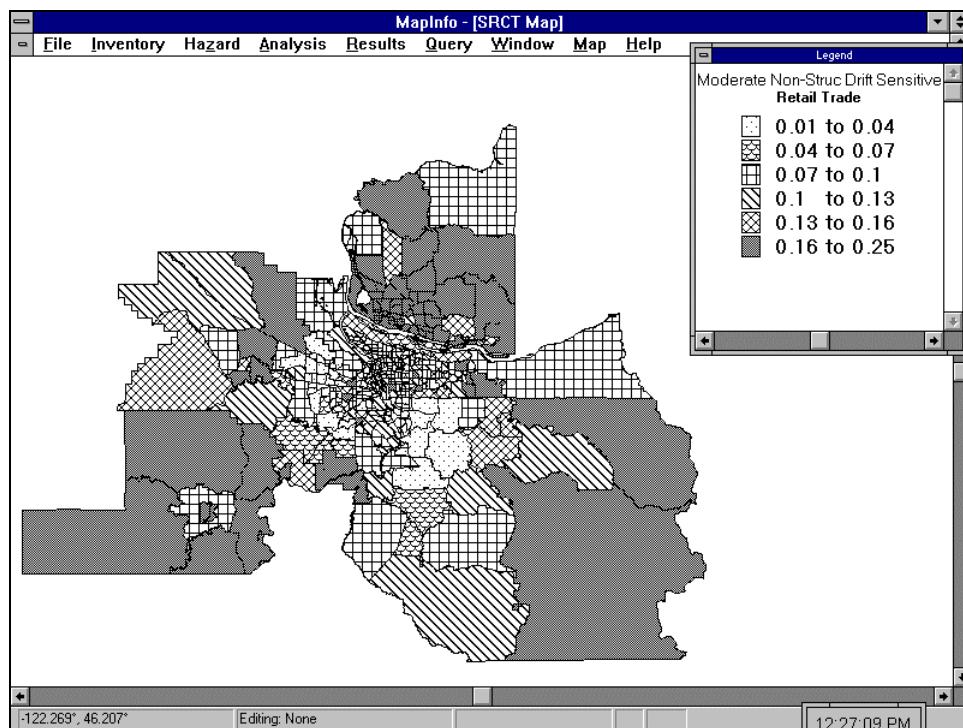 MapInfo - [SRCT Map]
File Inventory Hazard Analysis Results Query Window Map Help
Legend
Moderate Non-Struc Drift Sensitive
Retail Trade
0.01 to 0.04
0.04 to 0.07
0.07 to 0.1
0.1 to 0.13
0.13 to 0.16
0.16 to 0.25
-122.269°, 46.207°
Editing: None
12:27:09 PM